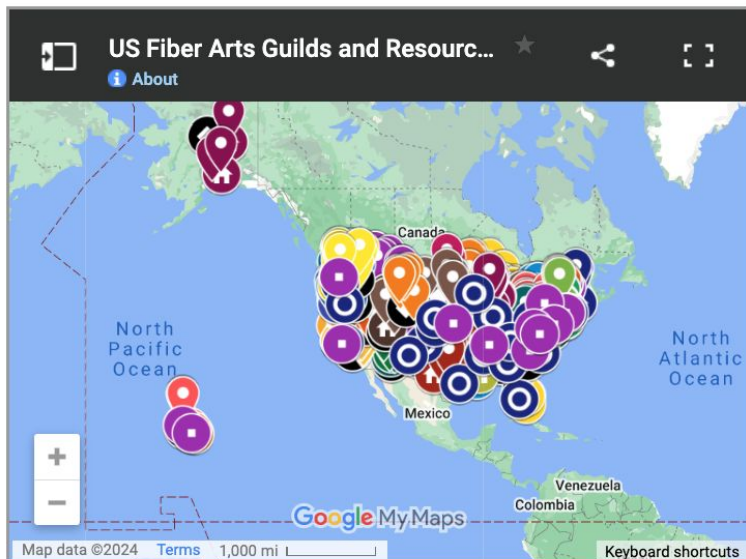 US Fiber Arts Guilds and Resourc...
About
Canada
North
Pacific
Ocean
North
Atlantic
Ocean
Mexico
Venezuela
Colombia
Google My Maps
Map data ©2024 Terms 1,000 mi Keyboard shortcuts